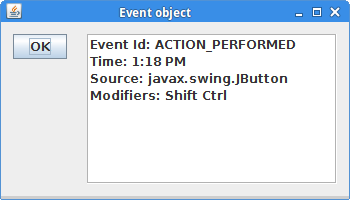 Event object
OK
Event Id: ACTION_PERFORMED
Time: 1:18 PM
Source: javax.swing.JButton
Modifiers: Shift Ctrl